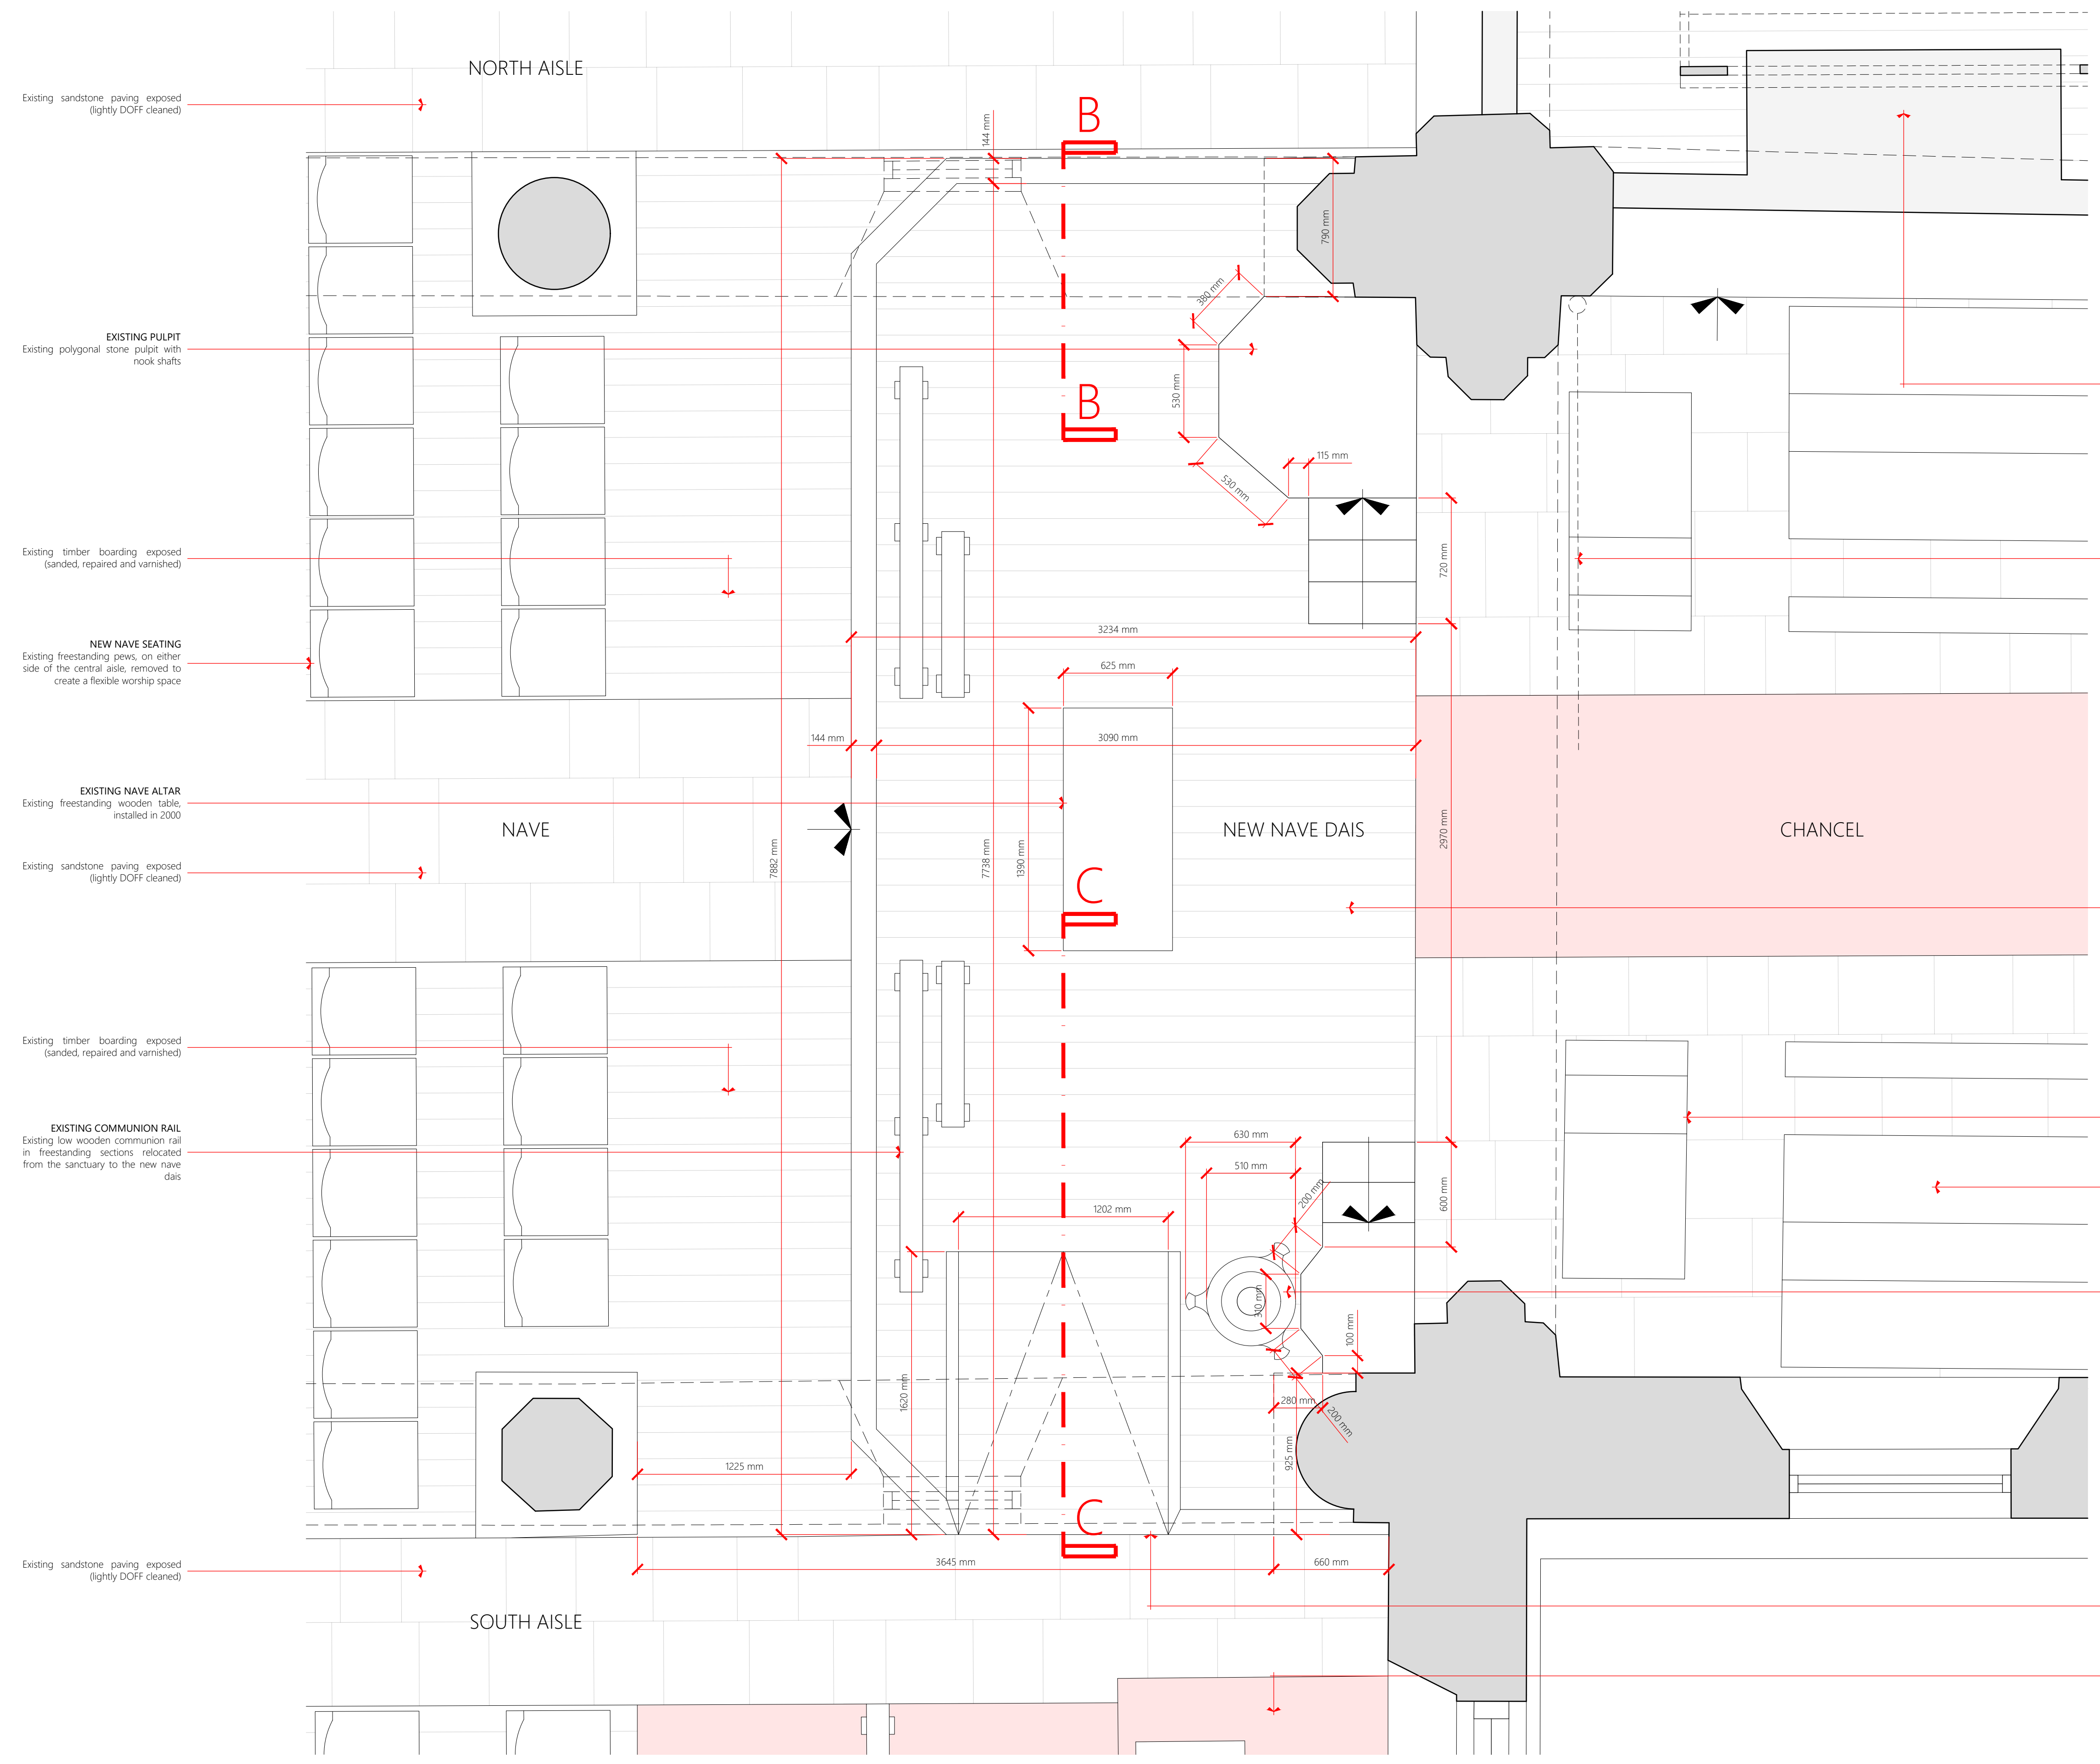 NORTH AISLE
Existing sandstone paving exposed
(lightly DOFF cleaned)
B
144 mm
790 mm
380 mm
EXISTING PULPIT
Existing polygonal stone pulpit with
nook shafts
B
530 mm
115 mm
530 mm
Existing timber boarding exposed
(sanded, repaired and varnished)
720 mm
3234 mm
NEW NAVE SEATING
Existing freestanding pews, on either
side of the central aisle, removed to
create a flexible worship space
625 mm
144 mm
3090 mm
EXISTING NAVE ALTAR
Existing freestanding wooden table,
installed in 2000
NAVE
NEW NAVE DAIS
CHANCEL
7882 mm
7738 mm
1390 mm
2970 mm
Existing sandstone paving exposed
(lightly DOFF cleaned)
C
Existing timber boarding exposed
(sanded, repaired and varnished)
EXISTING COMMUNION RAIL
Existing low wooden communion rail
in freestanding sections relocated
from the sanctuary to the new nave
dais
630 mm
510 mm
200 mm
600 mm
1202 mm
310 mm
100 mm
1620 mm
280 mm
200 mm
925 mm
1225 mm
C
Existing sandstone paving exposed
(lightly DOFF cleaned)
3645 mm
660 mm
SOUTH AISLE